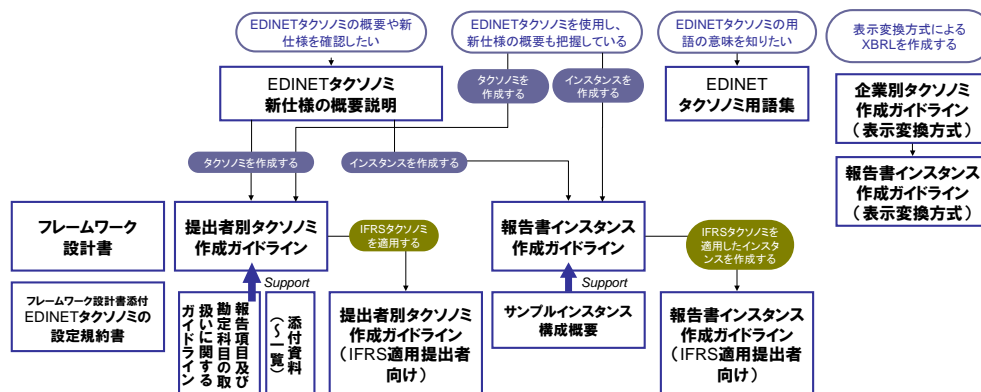 EDINETタクソノミの概要や新
仕様を確認したい
EDINETタクソノミを使用し、
新仕様の概要も把握している
EDINETタクソノミの用
語の意味を知りたい
表示変換方式による
XBRLを作成する
EDINETタクソノミ
新仕様の概要説明
タクソノミを
作成する
インスタンスを
作成する
EDINET
タクソノミ用語集
企業別タクソノミ
作成ガイドライン
(表示変換方式)
タクソノミを作成する
インスタンスを作成する
報告書インスタンス
作成ガイドライン
(表示変換方式)
フレームワーク
設計書
提出者別タクソノミ
作成ガイドライン
IFRSタクソノミ
を適用する
報告書インスタンス
作成ガイドライン
IFRSタクソノミを
適用したインスタ
ンスを作成する
Support
Support
フレームワーク設計書添付
EDINETタクソノミの
設定規約書
報告項目及び
勘定科目の取
扱いに関する
ガイドライン
添付資料
(~一覧)
提出者別タクソノミ
作成ガイドライン
(IFRS適用提出者
向け)
サンプルインスタンス
構成概要
報告書インスタンス
作成ガイドライン
(IFRS適用提出者
向け)